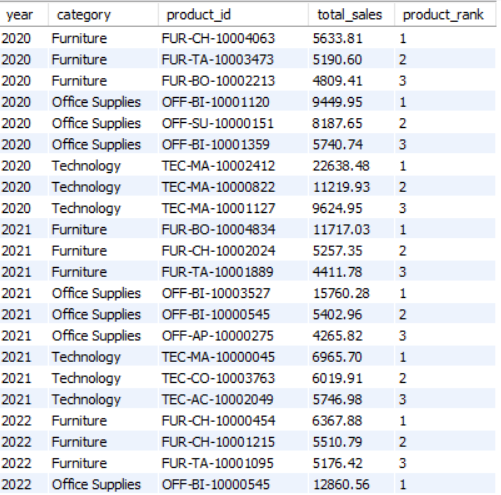 year category product_id total_sales product_rank
2020 Furniture FUR-CH-10004063 5633.81 1
2020 Furniture FUR-TA-10003473 5190.60 2
2020 Furniture FUR-BO-10002213 4809.41 3
2020 Office Supplies OFF-BI-10001120 9449.95 1
2020 Office Supplies OFF-SU-10000151 8187.65 2
2020 Office Supplies OFF-BI-10001359 5740.74 3
2020 Technology TEC-MA-10002412 22638.48 1
2020 Technology TEC-MA-10000822 11219.93 2
2020 Technology TEC-MA-10001127 9624.95 3
2021 Furniture FUR-BO-10004834 11717.03 1
2021 Furniture FUR-CH-10002024 5257.35 2
2021 Furniture FUR-TA-10001889 4411.78 3
2021 Office Supplies OFF-BI-10003527 15760.28 1
2021 Office Supplies OFF-BI-10000545 5402.96 2
2021 Office Supplies OFF-AP-10000275 4265.82 3
2021 Technology TEC-MA-10000045 6965.70 1
2021 Technology TEC-CO-10003763 6019.91 2
2021 Technology TEC-AC-10002049 5746.98 3
2022 Furniture FUR-CH-10000454 6367.88 1
2022 Furniture FUR-CH-10001215 5510.79 2
2022 Furniture FUR-TA-10001095 5176.42 3
2022 Office Supplies OFF-BI-10000545 12860.56 1